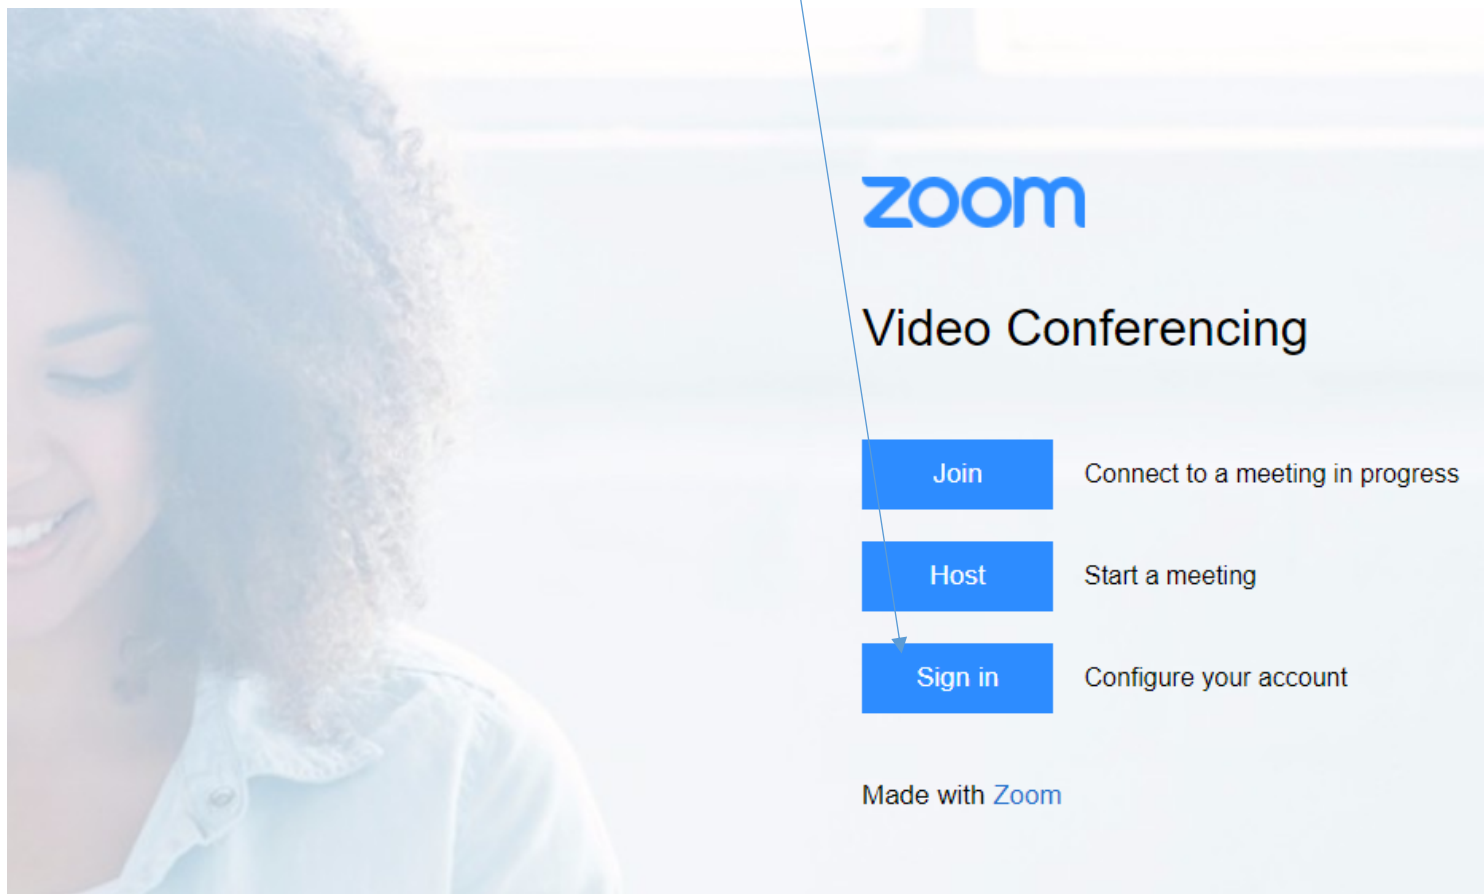 zoom
Video Conferencing
Join Connect to a meeting in progress
Host Start a meeting
Sign in Configure your account
Made with Zoom